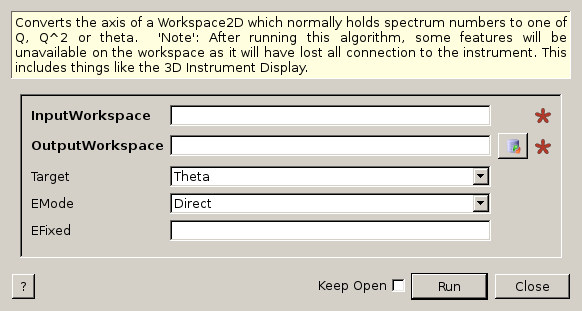 Converts the axis of a Workspace2D which normally holds spectrum numbers to one of
Q, Q^2 or theta. 'Note': After running this algorithm, some features will be
unavailable on the workspace as it will have lost all connection to the instrument. This
includes things like the 3D Instrument Display.
InputWorkspace
OutputWorkspace
Target Theta
EMode Direct
EFixed
? Keep Open Run Close